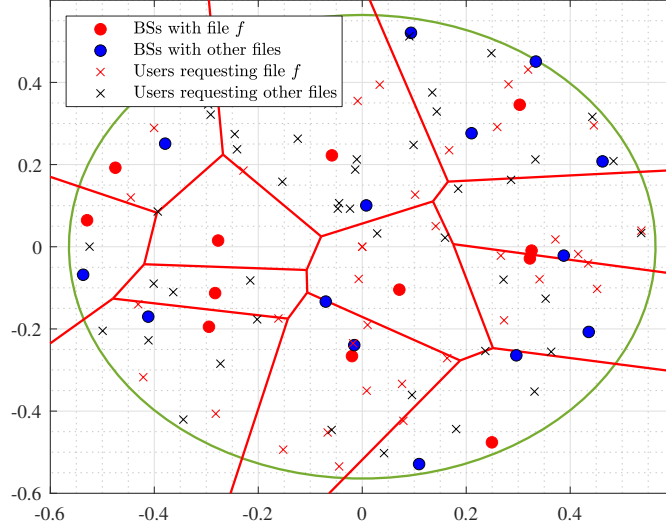 BSs with file f
BSs with other files
Users requesting file f
Users requesting other files
0.4
0.2
0
-0.2
-0.4
-0.6
-0.6 -0.4 -0.2 0 0.2 0.4